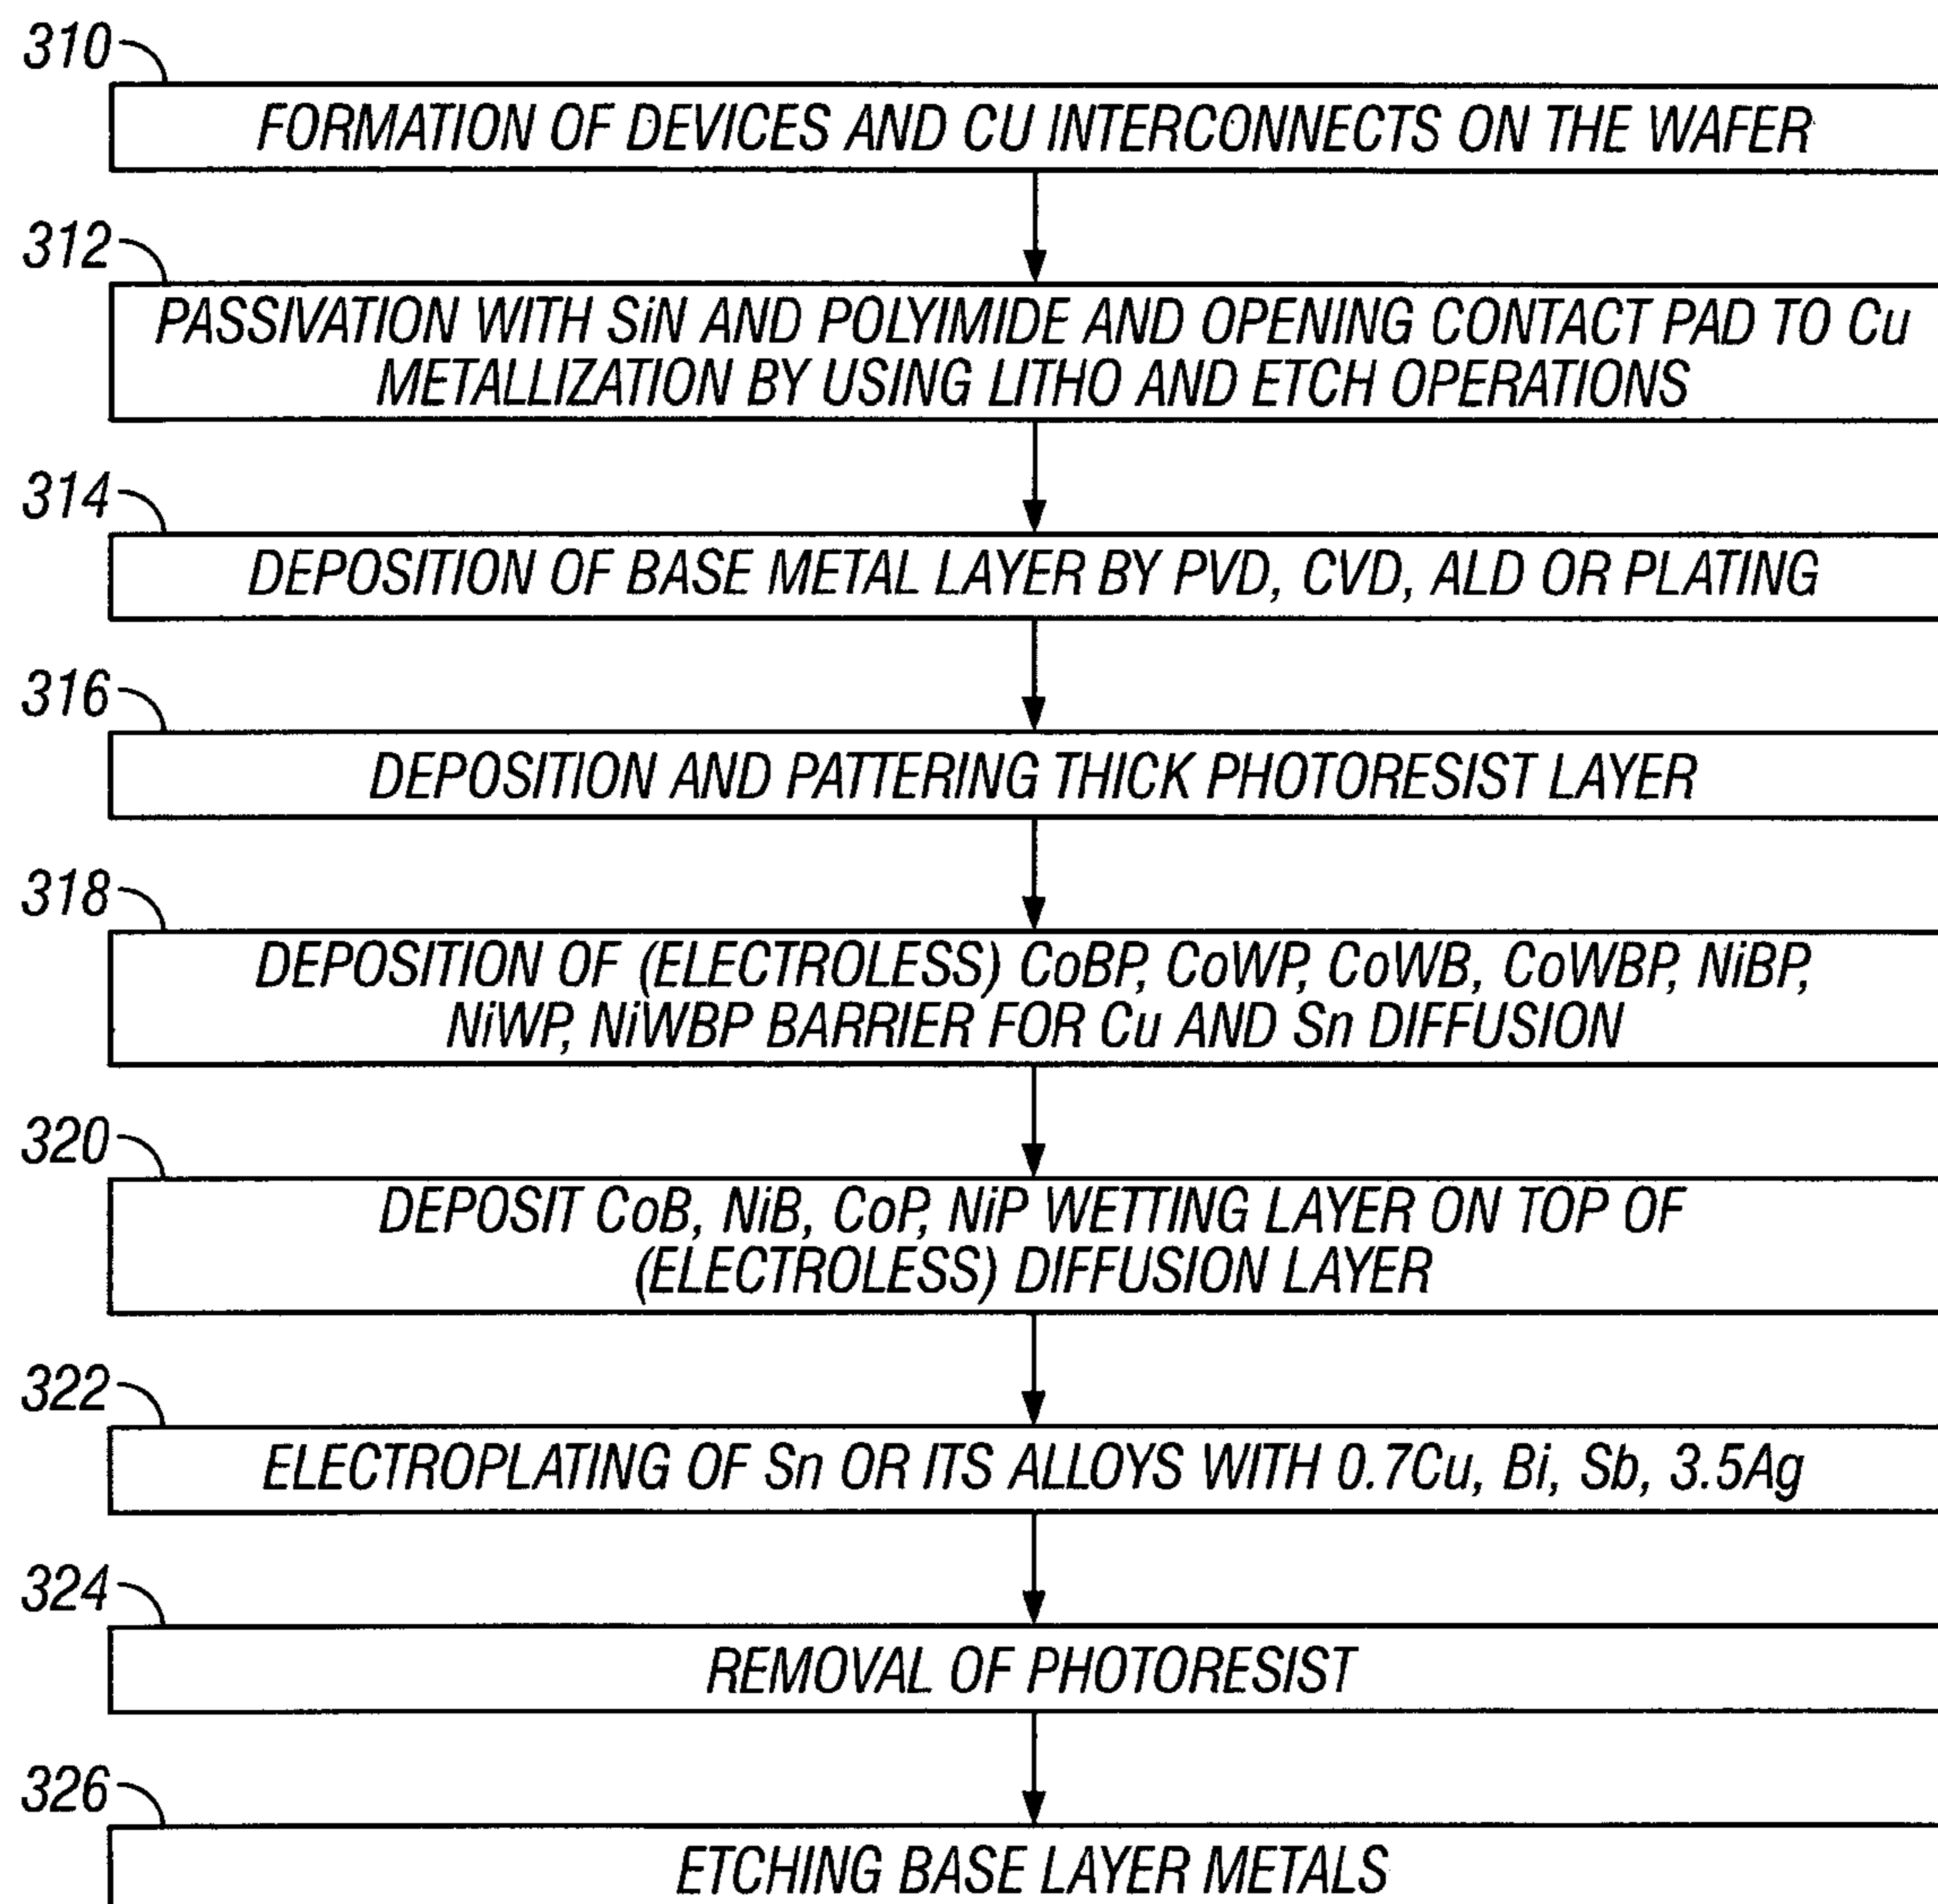 310
FORMATION OF DEVICES AND CU INTERCONNECTS ON THE WAFER
312
PASSIVATION WITH SiN AND POLYIMIDE AND OPENING CONTACT PAD TO Cu
METALLIZATION BY USING LITHO AND ETCH OPERATIONS
314
DEPOSITION OF BASE METAL LAYER BY PVD, CVD, ALD OR PLATING
316
DEPOSITION AND PATTERING THICK PHOTORESIST LAYER
318
DEPOSITION OF (ELECTROLESS) CoBP, CoWP, CoWB, CoWBP, NiBP,
NiWP, NiWBP BARRIER FOR Cu AND Sn DIFFUSION
320
DEPOSIT CoB, NiB, CoP, NiP WETTING LAYER ON TOP OF
(ELECTROLESS) DIFFUSION LAYER
322
ELECTROPLATING OF Sn OR ITS ALLOYS WITH 0.7Cu, Bi, Sb, 3.5Ag
324
REMOVAL OF PHOTORESIST
326
ETCHING BASE LAYER METALS